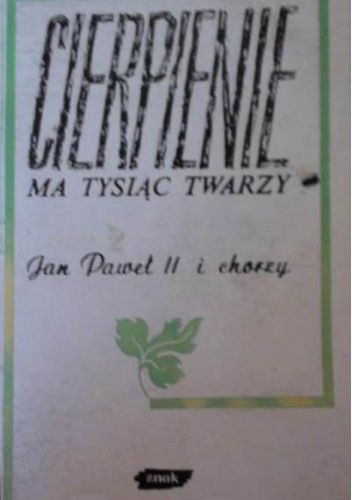 CIERPIENIE
MA TYSIĄC TWARZY
Jan Paweł II i chorzy
znak